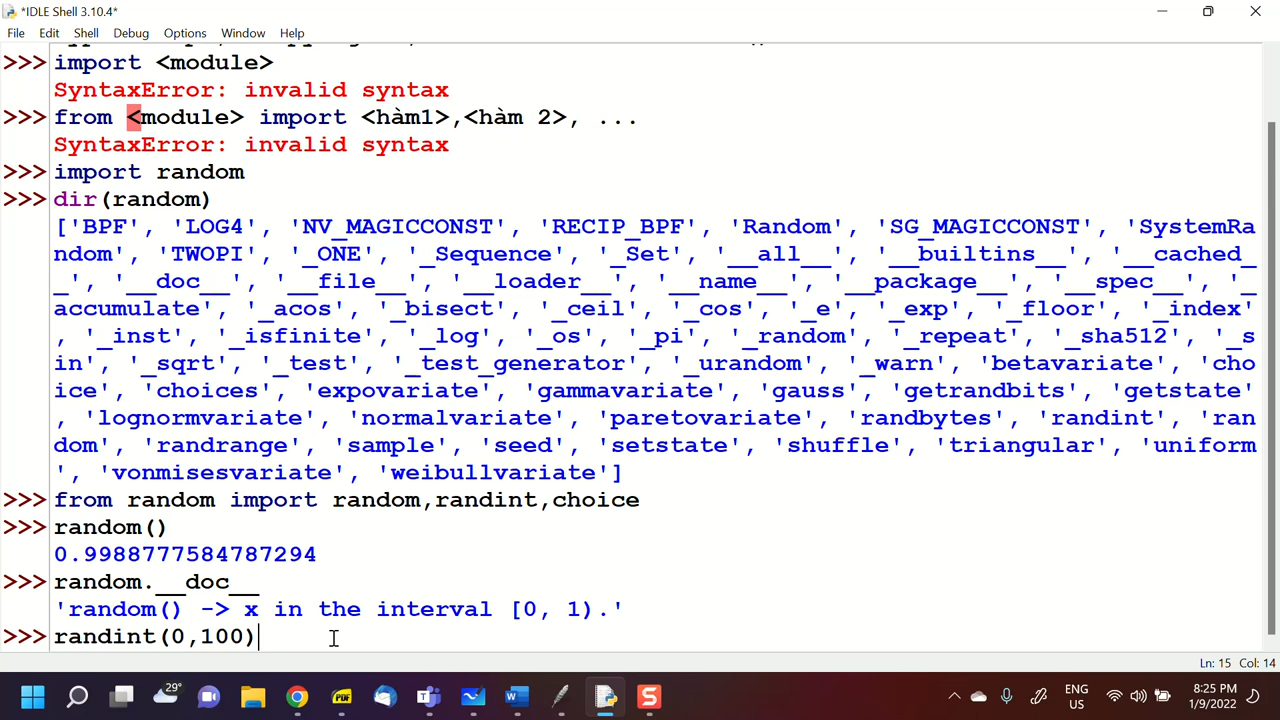 *IDLE Shell 3.10.4*
File Edit Shell Debug Options Window Help
>>> import <module>
SyntaxError: invalid syntax
>>> from <module> import <hàm1>,<hàm 2>, ...
SyntaxError: invalid syntax
>>> import random
>>> dir(random)
['BPF', 'LOG4', 'NV_MAGICCONST', 'RECIP_BPF', 'Random', 'SG_MAGICCONST', 'SystemRa
ndom', 'TWOPI', '_ONE', '_Sequence', '_Set', '__all__', '__builtins__', '__cached_
_', '__doc__', '__file__', '__loader__', '__name__', '__package__', '__spec__', '_
accumulate', '_acos', '_bisect', '_ceil', '_cos', '_e', '_exp', '_floor', '_index'
, '_inst', '_isfinite', '_log', '_os', '_pi', '_random', '_repeat', '_sha512', '_s
in', '_sqrt', '_test', '_test_generator', '_urandom', '_warn', 'betavariate', 'cho
ice', 'choices', 'expovariate', 'gammavariate', 'gauss', 'getrandbits', 'getstate'
, 'lognormvariate', 'normalvariate', 'paretovariate', 'randbytes', 'randint', 'ran
dom', 'randrange', 'sample', 'seed', 'setstate', 'shuffle', 'triangular', 'uniform
', 'vonmisesvariate', 'weibullvariate']
>>> from random import random,randint,choice
>>> random()
0.9988777584787294
>>> random.__doc__
'random() -> x in the interval [0, 1).'
>>> randint(0,100)
Ln: 15 Col: 14
29°
PDF
S
ENG
US
8:25 PM
1/9/2022